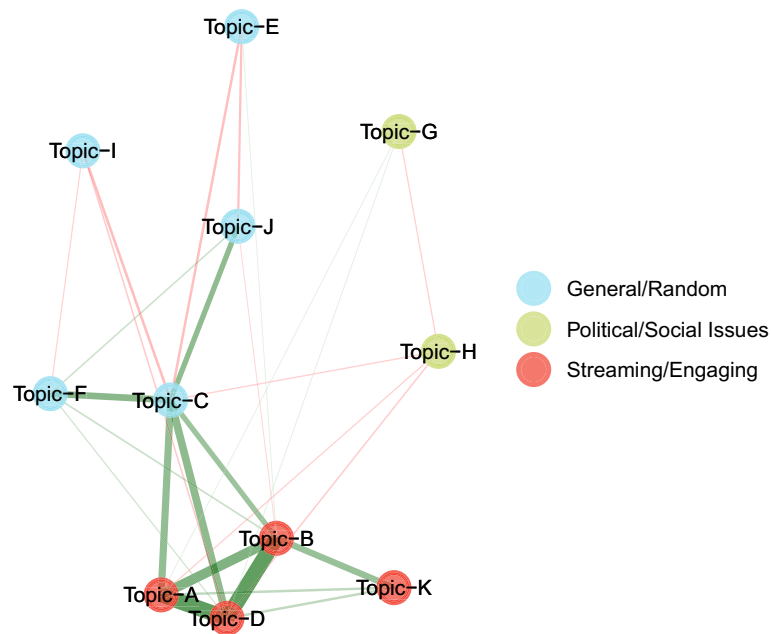 Topic−E
Topic−G
Topic−I
Topic−J
General/Random
Political/Social Issues
Topic−H
Streaming/Engaging
Topic−F
Topic−C
Topic−B
Topic−K
Topic−A
Topic−D